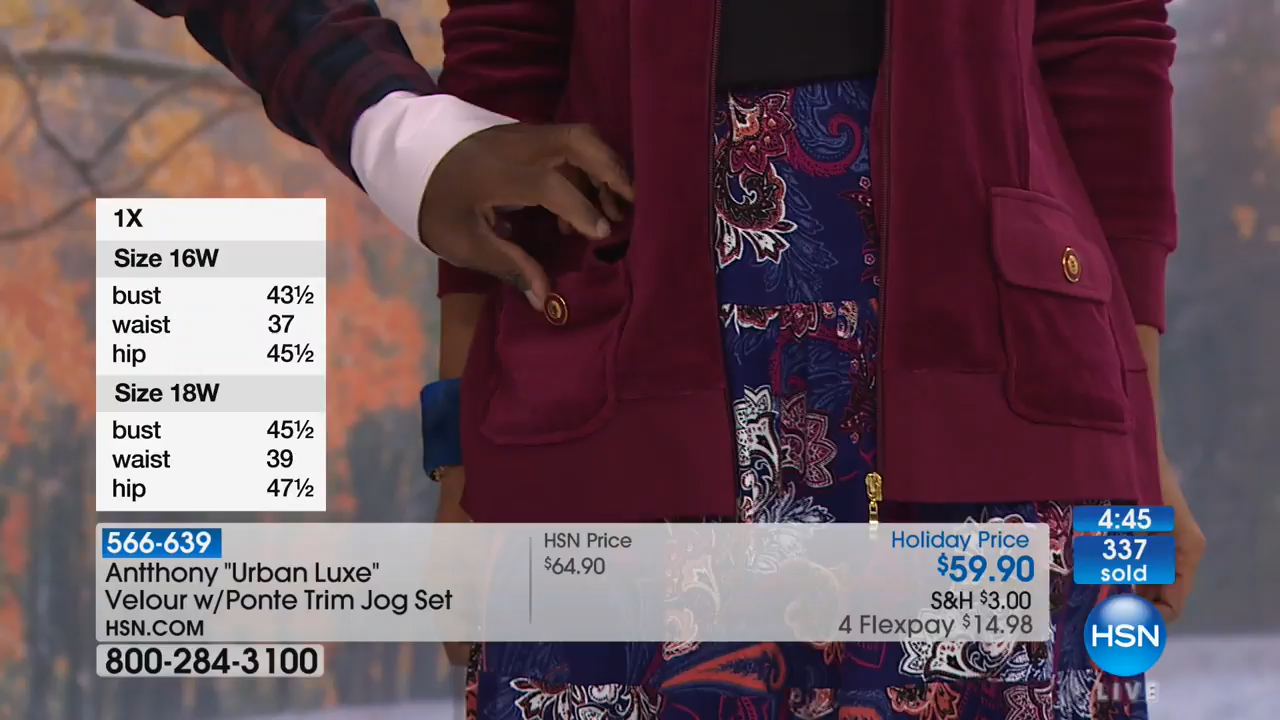 1X
Size 16W
bust 43½
waist 37
hip 45½
Size 18W
bust 45½
waist 39
hip 47½
566-639
Antthony "Urban Luxe"
Velour w/Ponte Trim Jog Set
HSN.COM
800-284-3100
HSN Price
$64.90
Holiday Price
$59.90
S&H $3.00
4 Flexpay $14.98
4:45
337
sold
HSN
LIVE